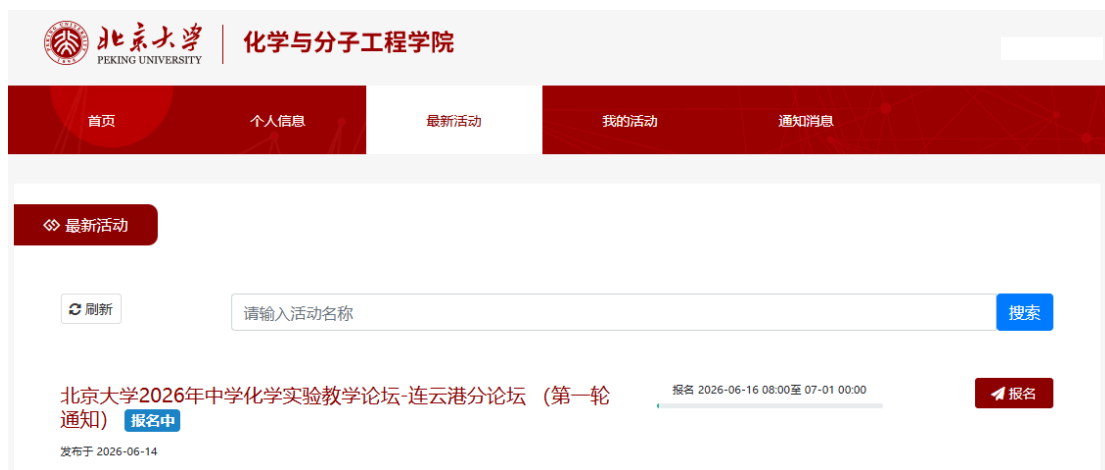 北京大学 化学与分子工程学院
PEKING UNIVERSITY
首页 个人信息 最新活动 我的活动 通知消息
最新活动
刷新 请输入活动名称 搜索
北京大学2026年中学化学实验教学论坛-连云港分论坛 （第一轮
通知） 报名中
报名 2026-06-16 08:00至 07-01 00:00
报名
发布于 2026-06-14